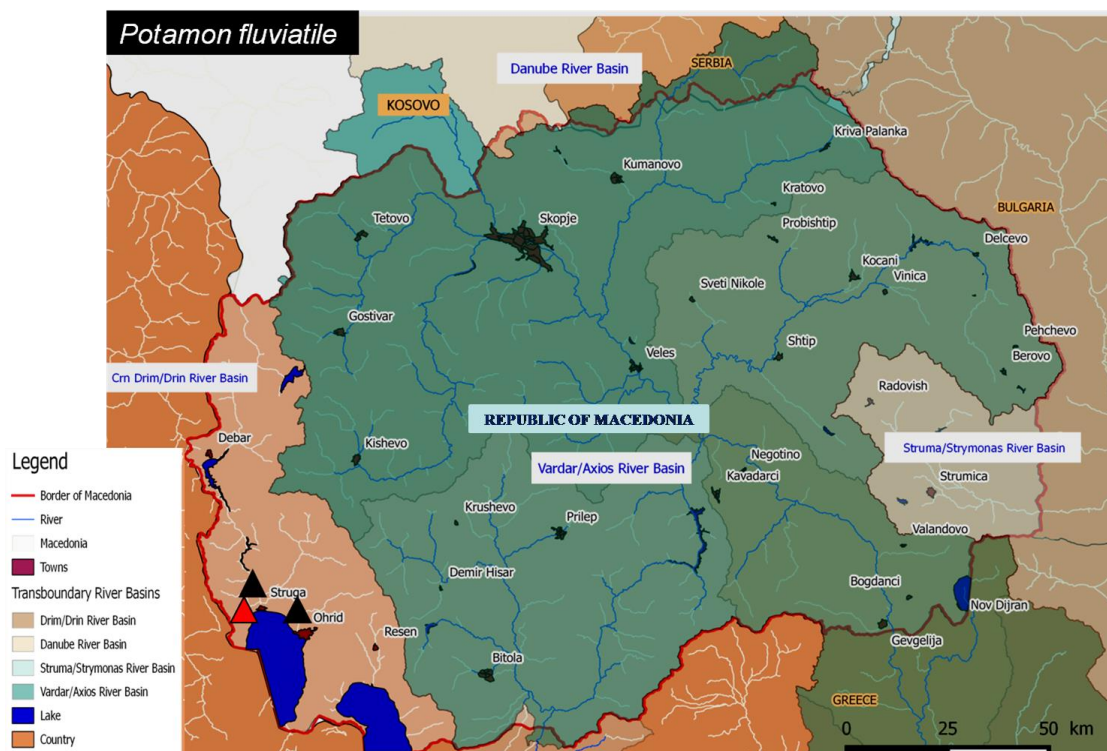 Potamon fluviatile
Danube River Basin
SERBIA
KOSOVO
Kriva Palanka
Kumanovo
Kratovo
Tetovo
Skopje
Probishtip
BULGARIA
Delcevo
Kocani
Vinica
Sveti Nikole
Gostivar
Pehchevo
Shtip
Berovo
Veles
Crn Drim/Drin River Basin
Radovish
REPUBLIC OF MACEDONIA
Debar
Kishevo
Negotino
Struma/Strymonas River Basin
Vardar/Axios River Basin
Kavadarci
Strumica
Krushevo
Prilep
Valandovo
Demir Hisar
Bogdanci
Struga
Nov Dijran
Ohrid
Resen
Gevgelija
Bitola
GREECE
0 25 50 km
Legend
Border of Macedonia
River
Macedonia
Towns
Transboundary River Basins
Drim/Drin River Basin
Danube River Basin
Struma/Strymonas River Basin
Vardar/Axios River Basin
Lake
Country